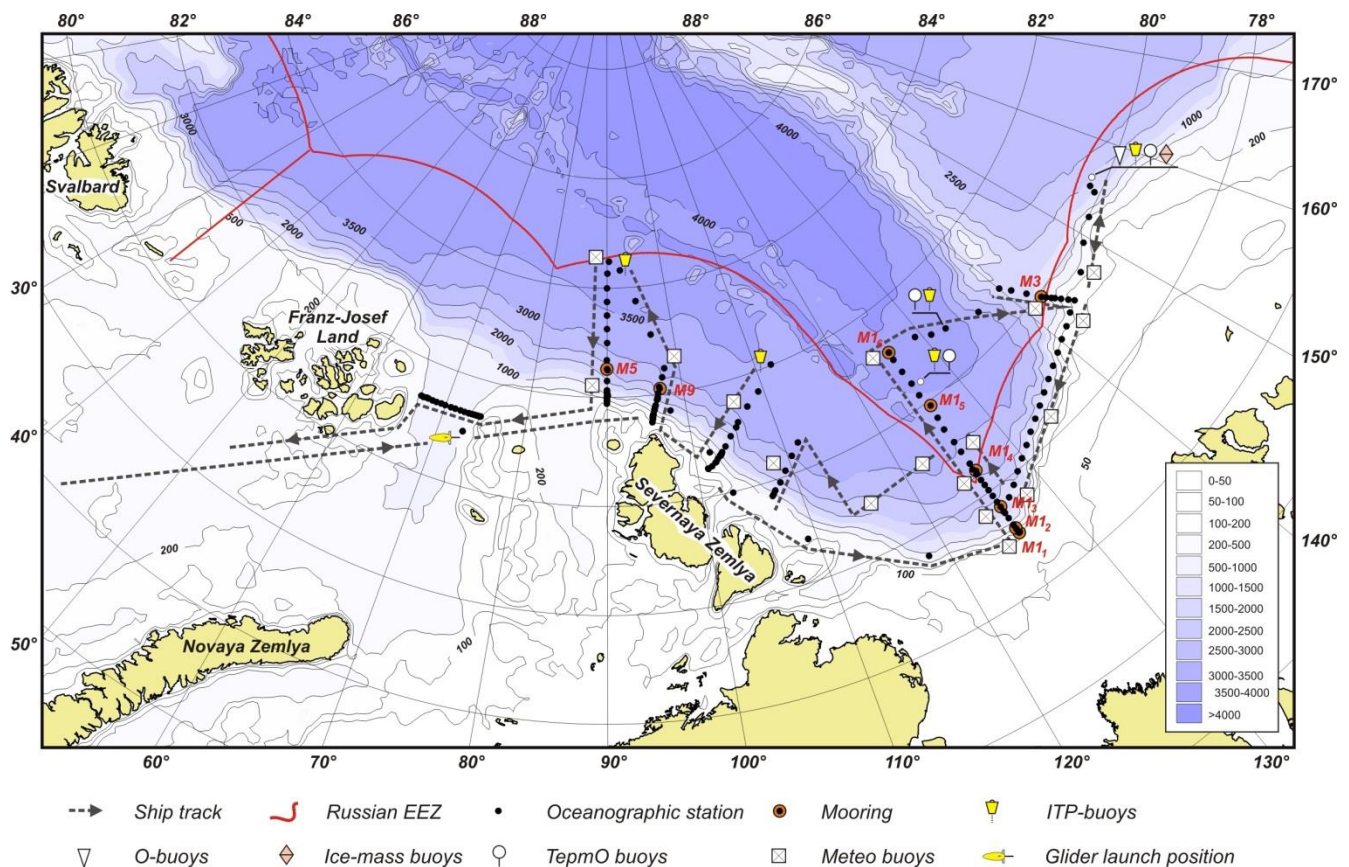 80° 82° 84° 86° 88° 88° 86° 84° 82° 80° 78°
170°
160°
150°
140°
30°
40°
50°
60° 70° 80° 90° 100° 110° 120° 130°
Svalbard
Franz-Josef
Land
Severnaya Zemlya
Novaya Zemlya
3000
500
2000
3500
200
3000
2000
1000
3500
4000
4000
4000
2500
1000
200
200
200
100
100
50
M5
M9
M3
M1₆
M1₅
M1₄
M1₃
M1₂
M1₁
0-50
50-100
100-200
200-500
500-1000
1000-1500
1500-2000
2000-2500
2500-3000
3000-3500
3500-4000
>4000
Ship track Russian EEZ Oceanographic station Mooring ITP-buoys
O-buoys Ice-mass buoys TepmO buoys Meteo buoys Glider launch position